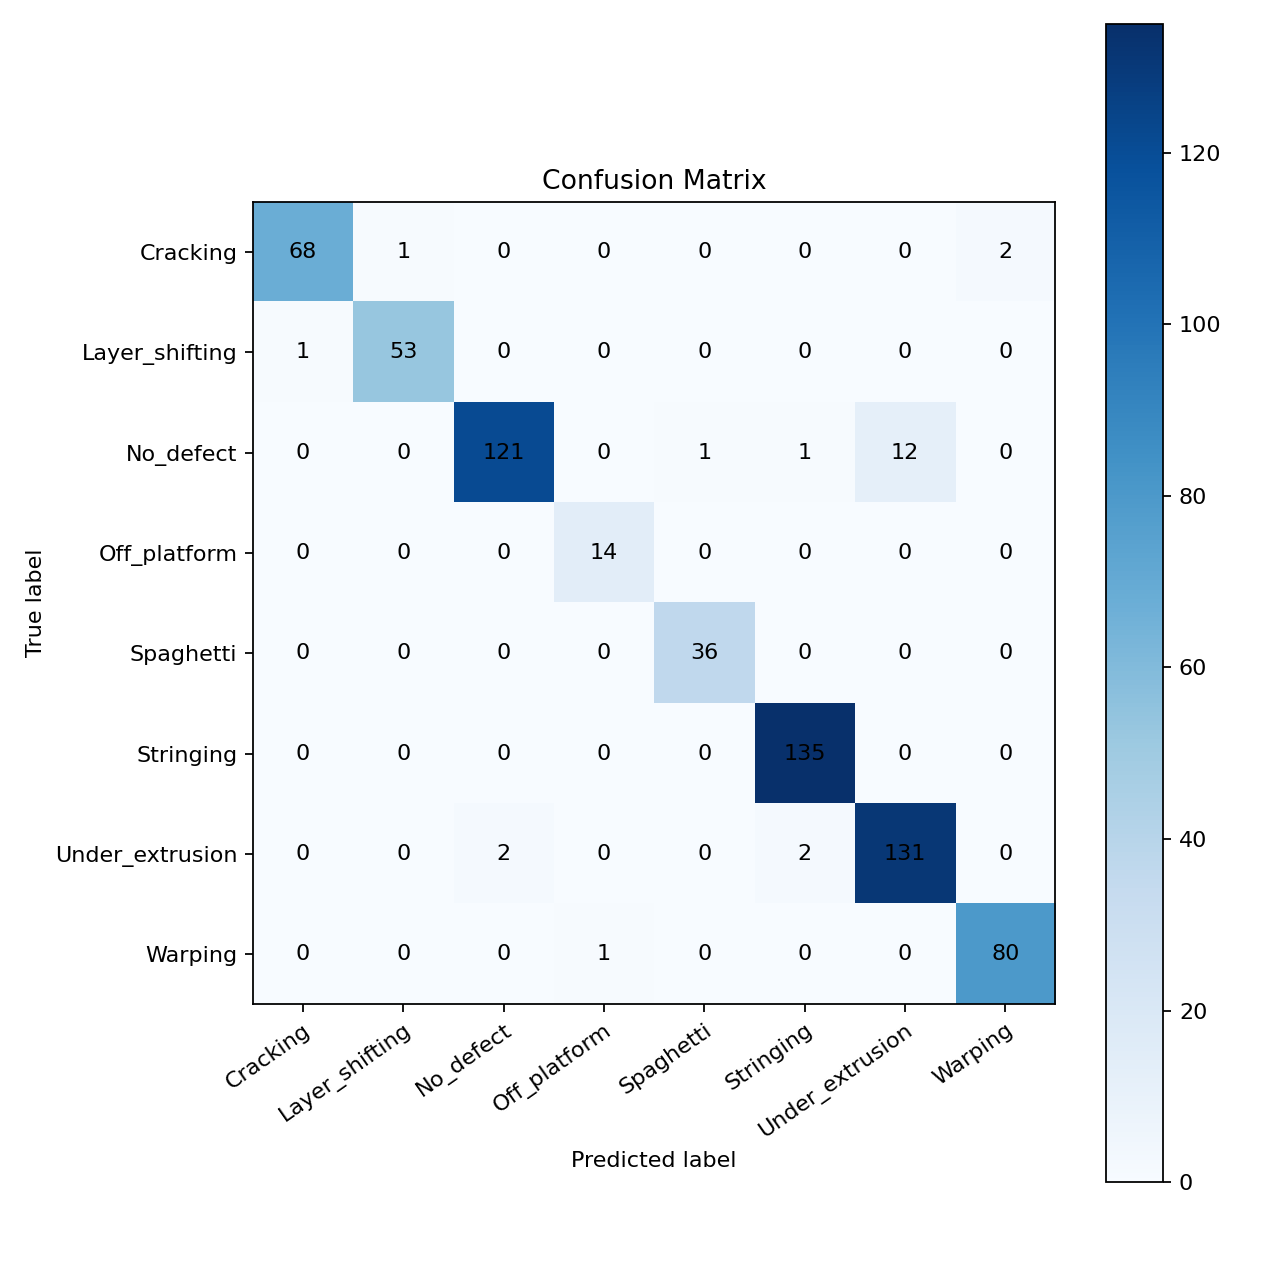 Confusion Matrix
Cracking 68 1 0 0 0 0 0 2
Layer_shifting 1 53 0 0 0 0 0 0
No_defect 0 0 121 0 1 1 12 0
Off_platform 0 0 0 14 0 0 0 0
Spaghetti 0 0 0 0 36 0 0 0
Stringing 0 0 0 0 0 135 0 0
Under_extrusion 0 0 2 0 0 2 131 0
Warping 0 0 0 1 0 0 0 80
True label
Cracking Layer_shifting No_defect Off_platform Spaghetti Stringing Under_extrusion Warping
Predicted label
120
100
80
60
40
20
0